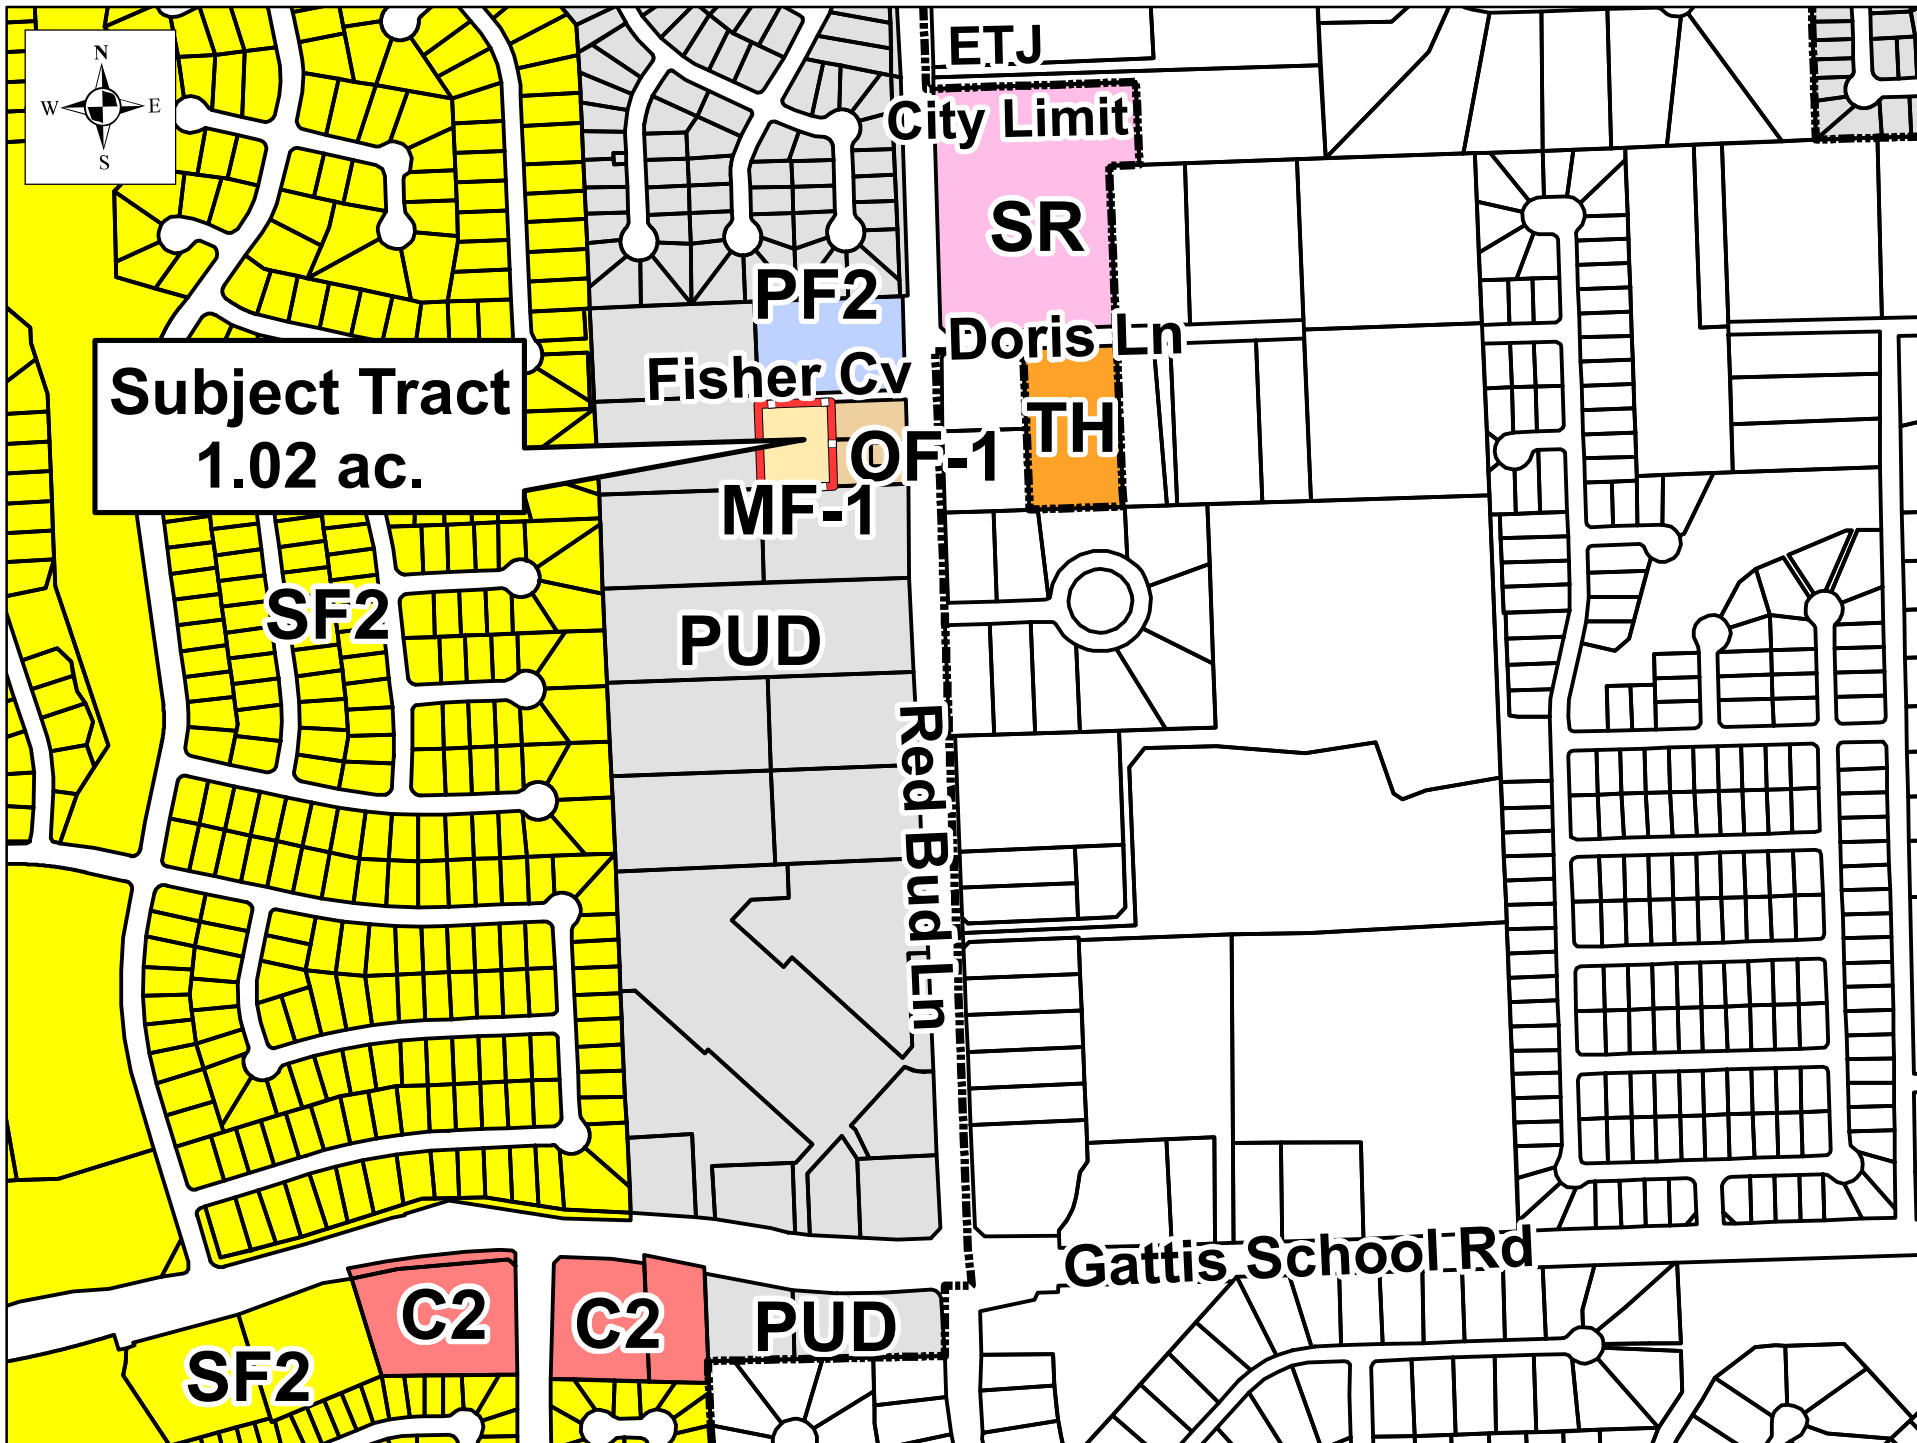 ETJ
N
W E
S
City Limit
SR
PF2
Doris Ln
Fisher Cv
Subject Tract
1.02 ac.
TH
OF-1
MF-1
SF2
PUD
Red Bud Ln
Gattis School Rd
C2
C2
PUD
SF2